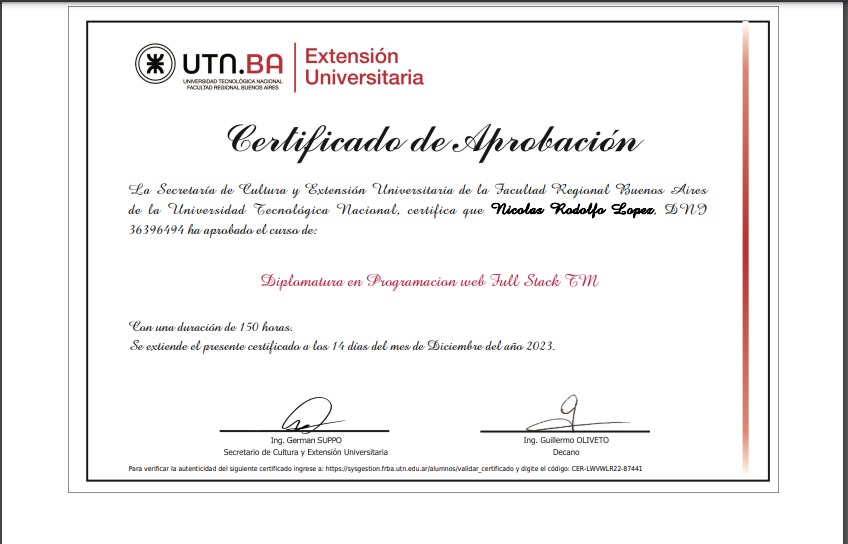 UTN.BA
UNIVERSIDAD TECNOLÓGICA NACIONAL
FACULTAD REGIONAL BUENOS AIRES
Extensión
Universitaria
Certificado de Aprobación
La Secretaría de Cultura y Extensión Universitaria de la Facultad Regional Buenos Aires
de la Universidad Tecnológica Nacional, certifica que Nicolas Rodolfo Lopez, DNI
36396494 ha aprobado el curso de:
Diplomatura en Programacion web Full Stack TM
Con una duración de 150 horas.
Se extiende el presente certificado a los 14 días del mes de Diciembre del año 2023.
Ing. German SUPPO
Secretario de Cultura y Extensión Universitaria
Ing. Guillermo OLIVETO
Decano
Para verificar la autenticidad del siguiente certificado ingrese a: https://sysgestion.frba.utn.edu.ar/alumnos/validar_certificado y digite el código: CER-LWVWLR22-87441